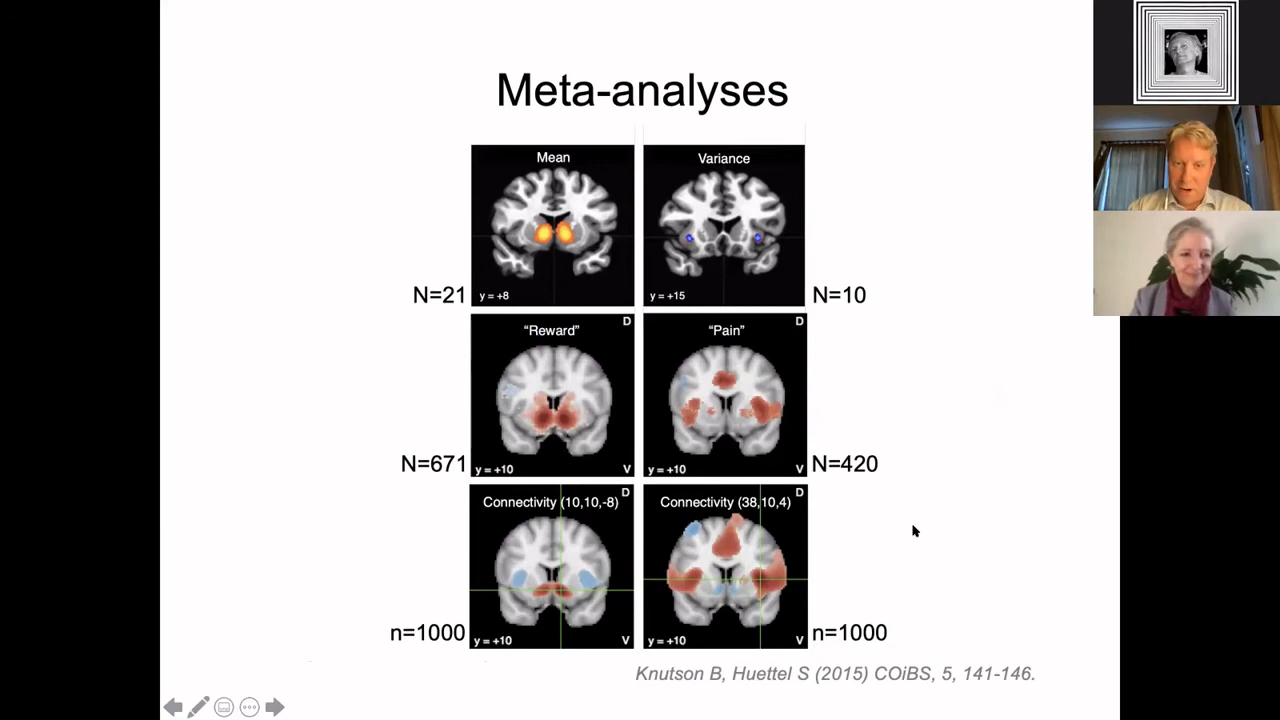 Meta-analyses
Mean
Variance
N=21
y = +8
y = +15
N=10
“Reward”
D
“Pain”
D
N=671
y = +10
V
y = +10
V
N=420
Connectivity (10,10,-8)
D
Connectivity (38,10,4)
D
n=1000
y = +10
V
y = +10
V
n=1000
Knutson B, Huettel S (2015) COiBS, 5, 141-146.